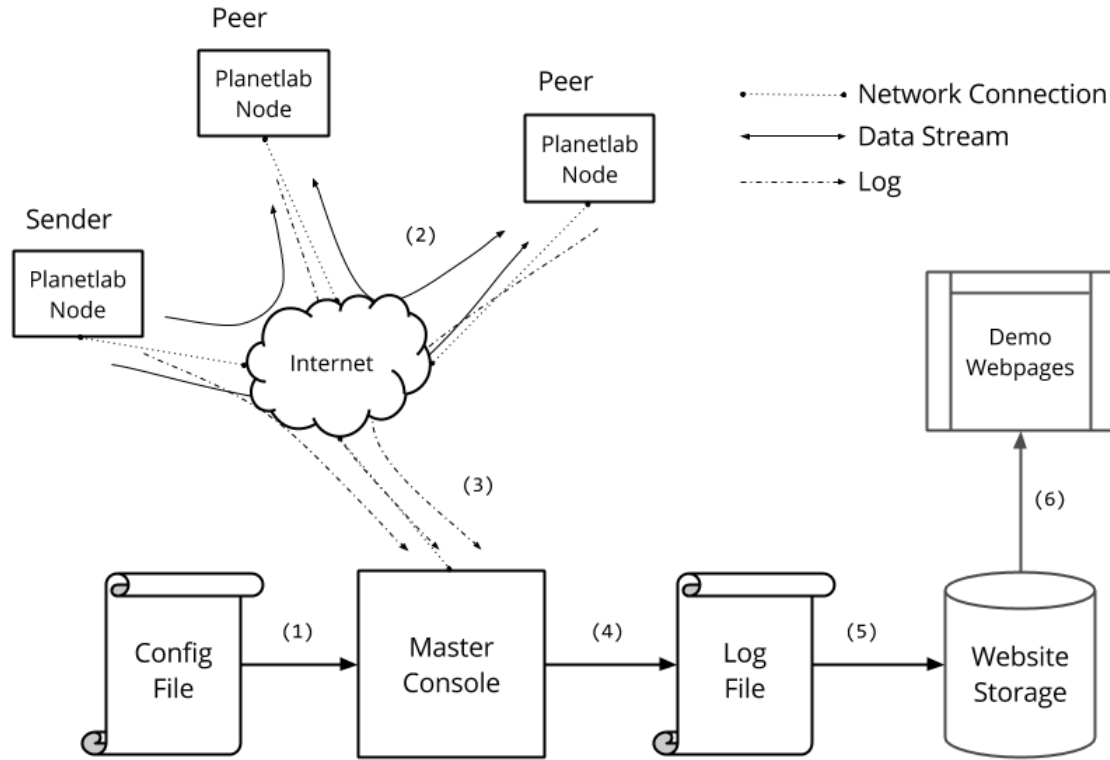 Peer
Planetlab
Node
Peer
Planetlab
Node
Network Connection
Data Stream
Log
Sender
Planetlab
Node
(2)
Internet
Demo
Webpages
(3)
(6)
Config
File
(1)
Master
Console
(4)
Log
File
(5)
Website
Storage